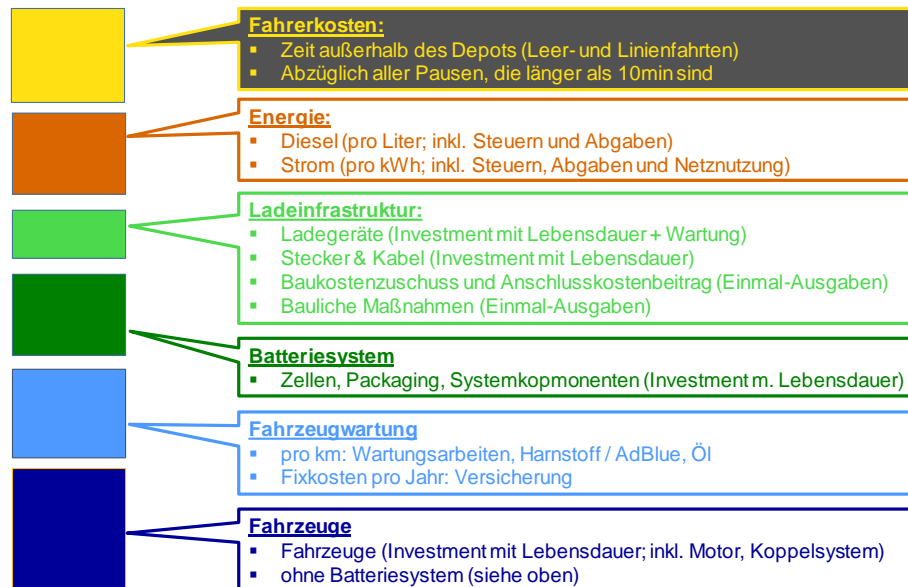 Fahrerkosten:
▪ Zeit außerhalb des Depots (Leer- und Linienfahrten)
▪ Abzüglich aller Pausen, die länger als 10min sind
Energie:
▪ Diesel (pro Liter; inkl. Steuern und Abgaben)
▪ Strom (pro kWh; inkl. Steuern, Abgaben und Netznutzung)
Ladeinfrastruktur:
▪ Ladegeräte (Investment mit Lebensdauer + Wartung)
▪ Stecker & Kabel (Investment mit Lebensdauer)
▪ Baukostenzuschuss und Anschlusskostenbeitrag (Einmal-Ausgaben)
▪ Bauliche Maßnahmen (Einmal-Ausgaben)
Batteriesystem
▪ Zellen, Packaging, Systemkopmonenten (Investment m. Lebensdauer)
Fahrzeugwartung
▪ pro km: Wartungsarbeiten, Harnstoff / AdBlue, Öl
▪ Fixkosten pro Jahr: Versicherung
Fahrzeuge
▪ Fahrzeuge (Investment mit Lebensdauer; inkl. Motor, Koppelsystem)
▪ ohne Batteriesystem (siehe oben)